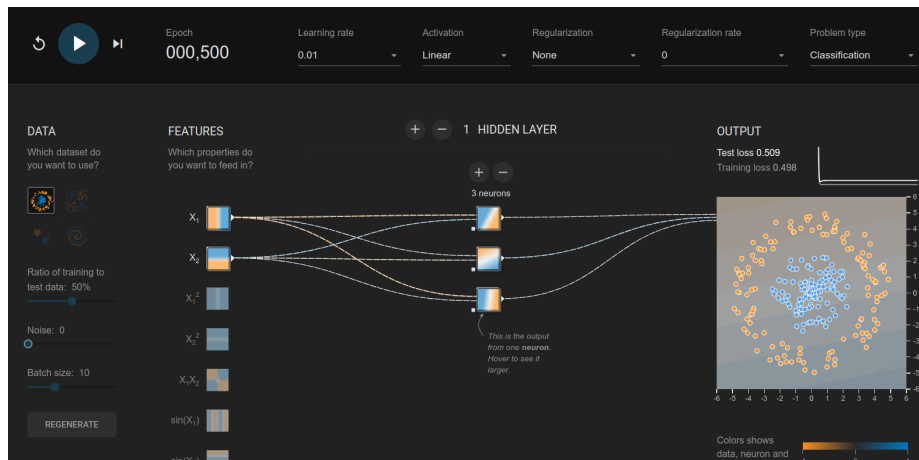 Epoch
000,500
Learning rate
0.01
Activation
Linear
Regularization
None
Regularization rate
0
Problem type
Classification
DATA
Which dataset do
you want to use?
Ratio of training to
test data: 50%
Noise: 0
Batch size: 10
REGENERATE
FEATURES
Which properties do
you want to feed in?
X₁
X₂
X₁²
X₂²
X₁X₂
sin(X₁)
sin(X₂)
+ − 1 HIDDEN LAYER
+ −
3 neurons
This is the output
from one neuron.
Hover to see it
larger.
OUTPUT
Test loss 0.509
Training loss 0.498
6
5
4
3
2
1
0
-1
-2
-3
-4
-5
-6
-6 -5 -4 -3 -2 -1 0 1 2 3 4 5 6
Colors shows
data, neuron and